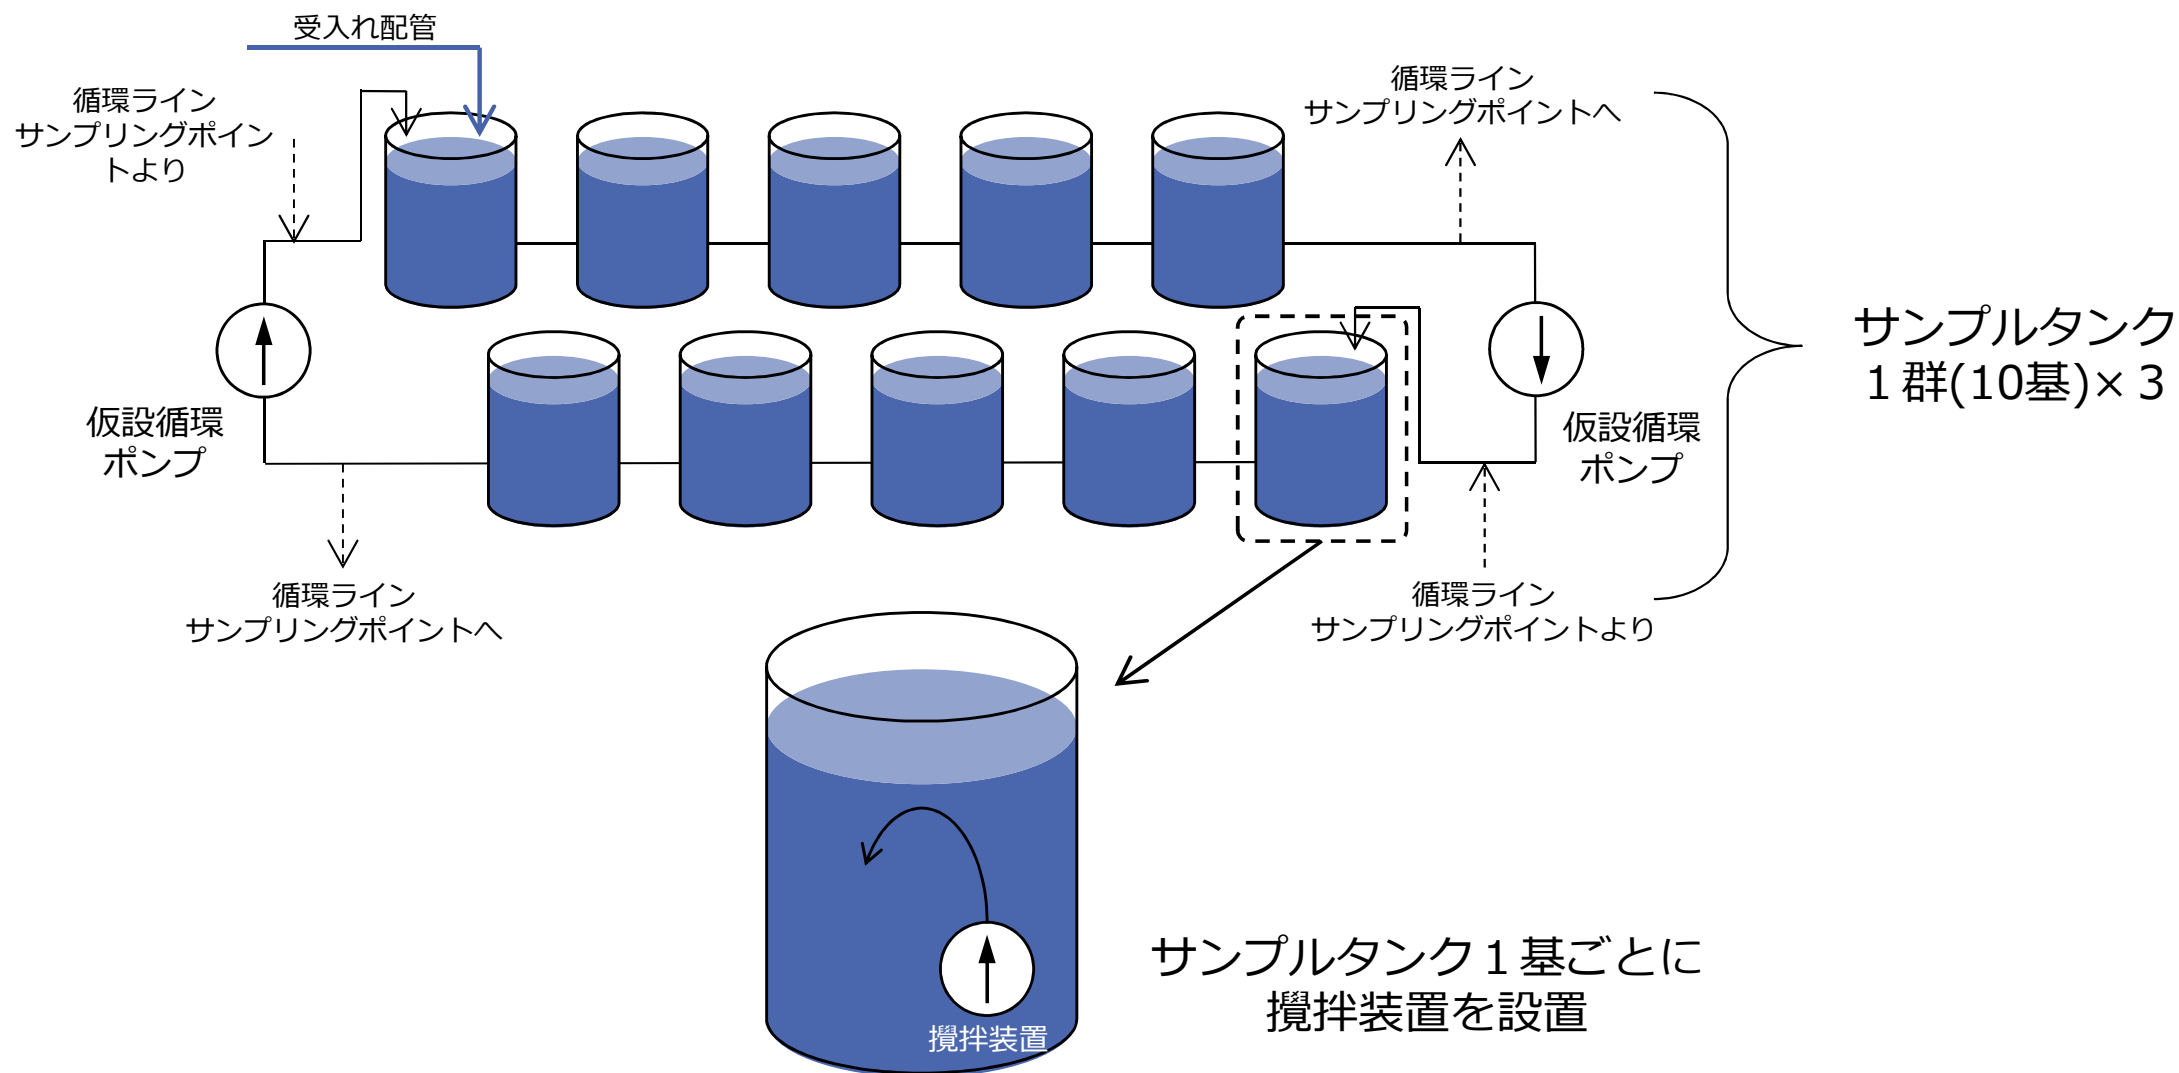 受入れ配管
循環ライン
サンプリングポイン
トより
循環ライン
サンプリングポイントへ
サンプルタンク
１群(10基)×３
仮設循環
ポンプ
仮設循環
ポンプ
循環ライン
サンプリングポイントへ
循環ライン
サンプリングポイントより
サンプルタンク１基ごとに
攪拌装置を設置
攪拌装置